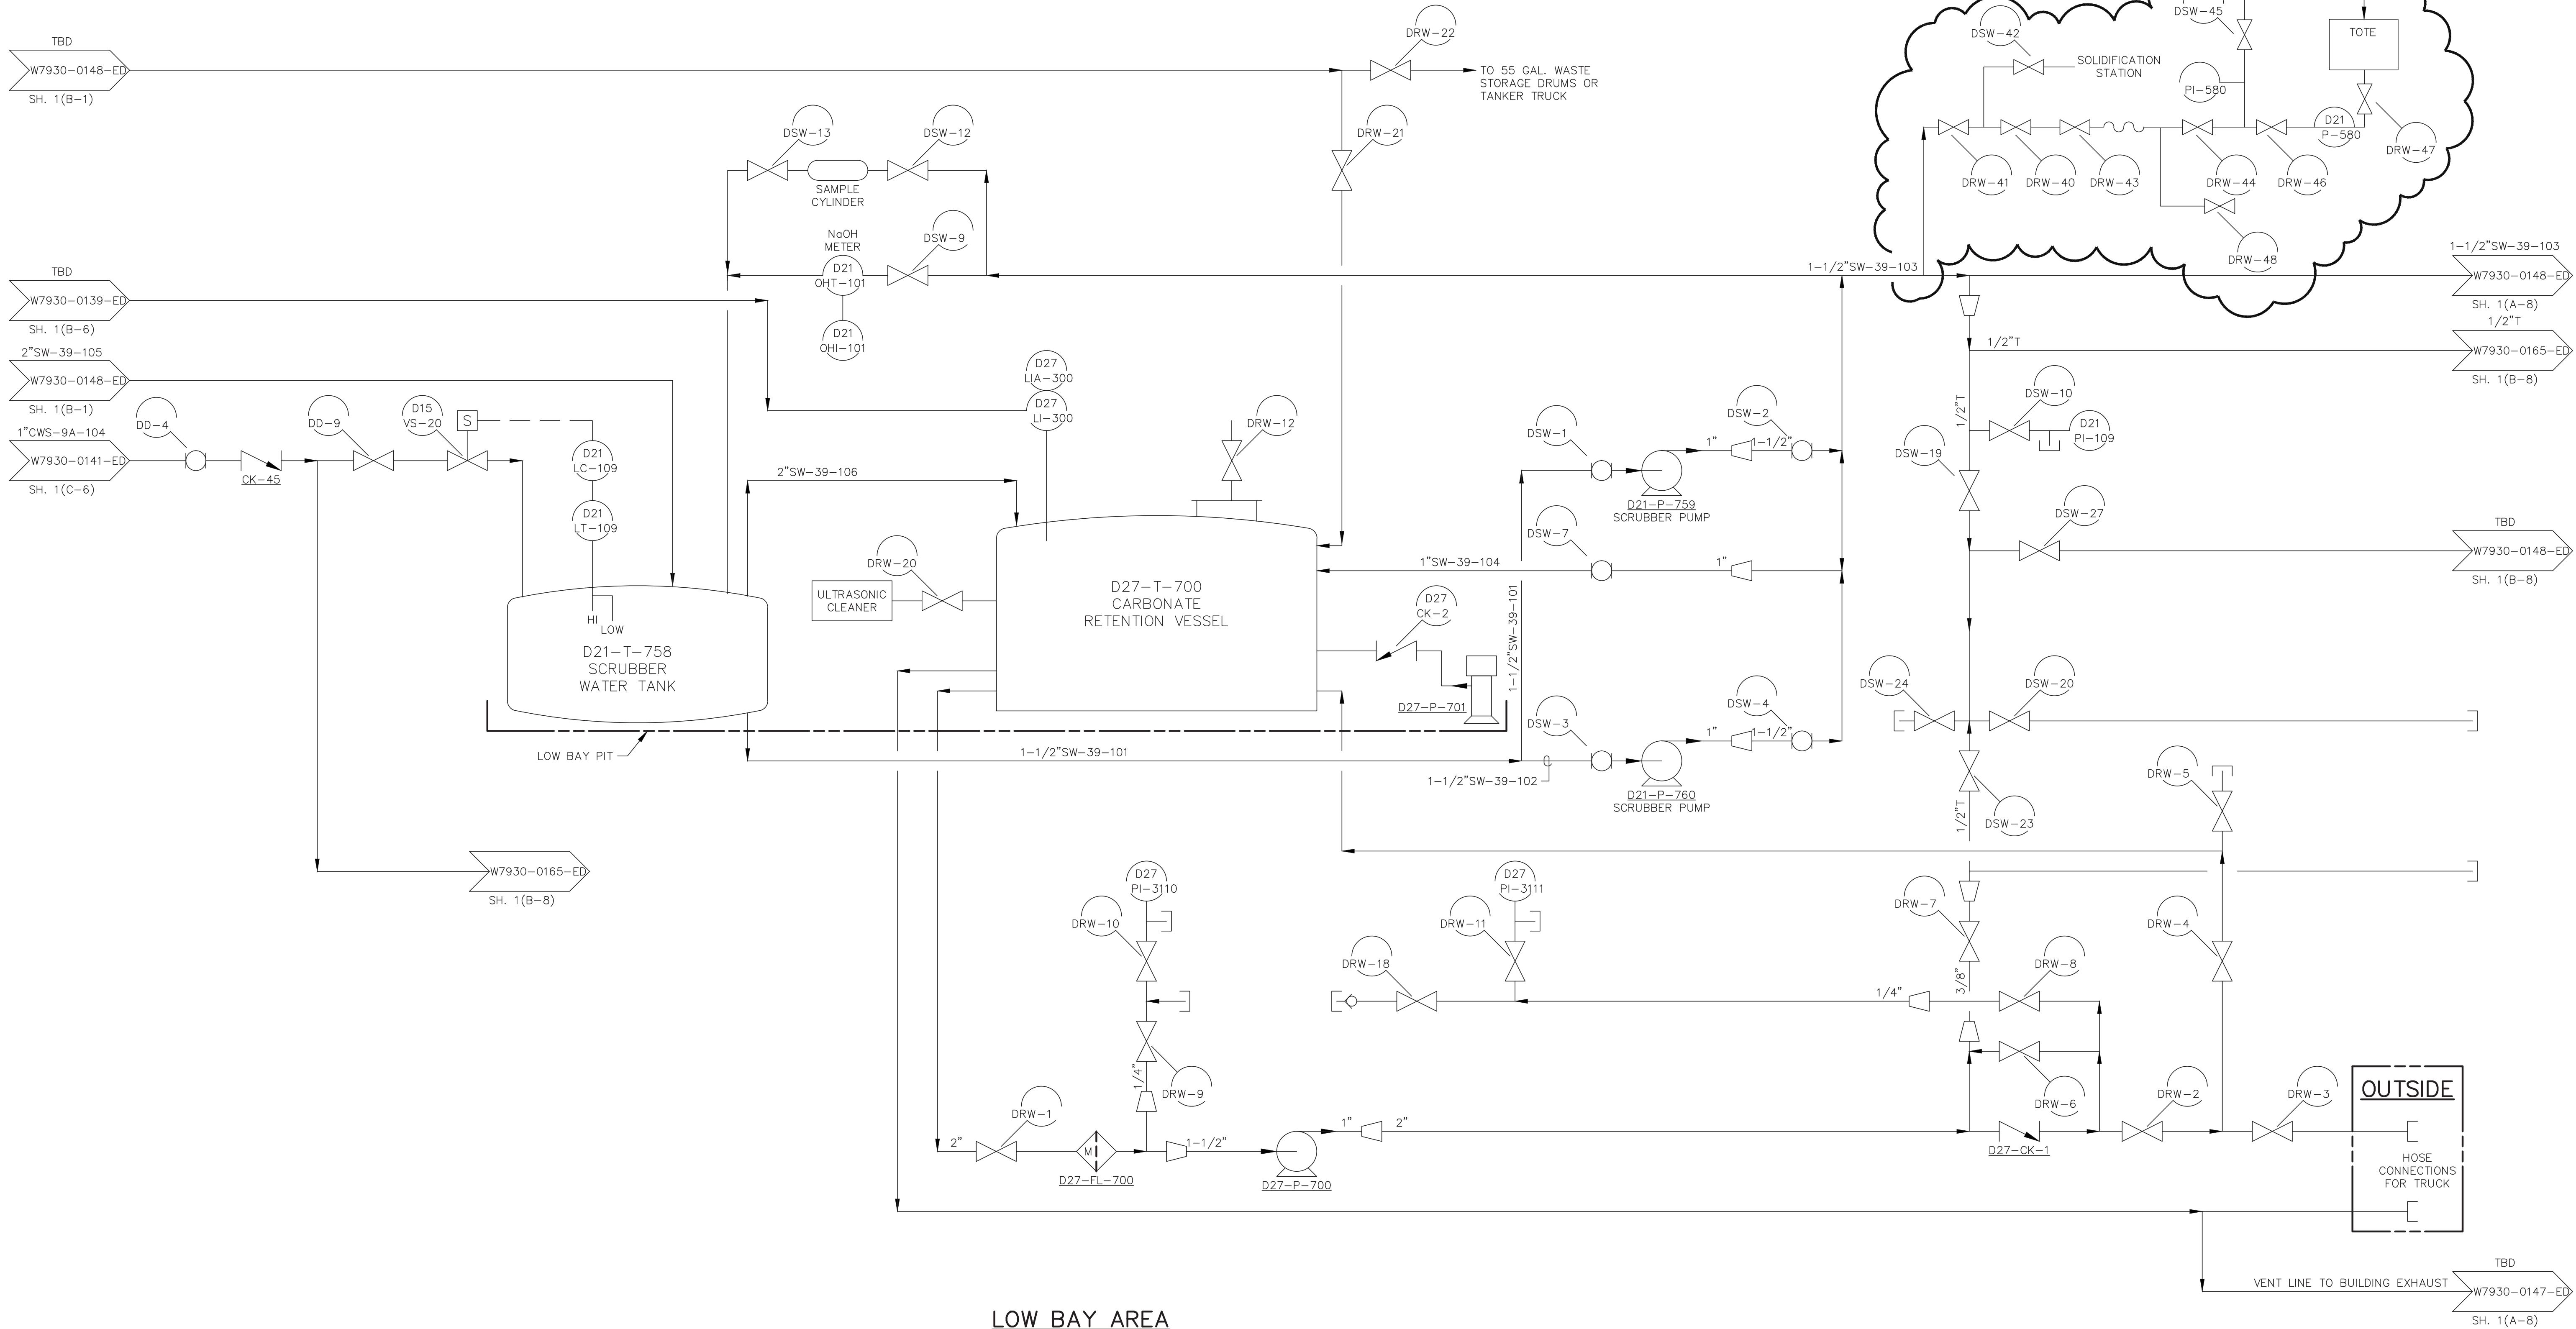 TBD
W7930-0148-ED
SH. 1(B-1)
DRW-22
TO 55 GAL. WASTE
STORAGE DRUMS OR
TANKER TRUCK
DSW-42
SOLIDIFICATION
STATION
DSW-45
TOTE
PI-580
D21
P-580
DRW-47
DRW-41
DRW-40
DRW-43
DRW-44
DRW-46
DRW-48
DSW-13
DSW-12
SAMPLE
CYLINDER
DRW-21
NaOH
METER
DSW-9
D21
OHT-101
D21
OHI-101
1-1/2"SW-39-103
1-1/2"SW-39-103
W7930-0148-ED
SH. 1(A-8)
1/2"T
1/2"T
W7930-0165-ED
SH. 1(B-8)
TBD
W7930-0139-ED
SH. 1(B-6)
2"SW-39-105
W7930-0148-ED
SH. 1(B-1)
1"CWS-9A-104
W7930-0141-ED
SH. 1(C-6)
DD-4
CK-45
DD-9
D15
VS-20
S
D21
LC-109
D21
LT-109
HI
LOW
D21-T-758
SCRUBBER
WATER TANK
LOW BAY PIT
2"SW-39-106
D27
LIA-300
D27
LI-300
DRW-12
DRW-20
ULTRASONIC
CLEANER
D27-T-700
CARBONATE
RETENTION VESSEL
1"SW-39-104
D27
CK-2
D27-P-701
1-1/2"SW-39-101
1-1/2"SW-39-101
1-1/2"SW-39-102
DSW-1
D21-P-759
SCRUBBER PUMP
1"
1-1/2"
DSW-2
DSW-7
1"
DSW-3
D21-P-760
SCRUBBER PUMP
1"
1-1/2"
DSW-4
1/2"T
DSW-10
D21
PI-109
DSW-19
DSW-27
TBD
W7930-0148-ED
SH. 1(B-8)
DSW-24
DSW-20
DSW-23
1/2"T
DRW-5
W7930-0165-ED
SH. 1(B-8)
D27
PI-3110
DRW-10
DRW-9
1/4"
D27
PI-3111
DRW-11
DRW-18
1/4"
DRW-7
3/8"
DRW-8
DRW-6
DRW-4
DRW-1
2"
M
D27-FL-700
1-1/2"
D27-P-700
1"
2"
D27-CK-1
DRW-2
DRW-3
OUTSIDE
HOSE
CONNECTIONS
FOR TRUCK
VENT LINE TO BUILDING EXHAUST
TBD
W7930-0147-ED
SH. 1(A-8)
LOW BAY AREA